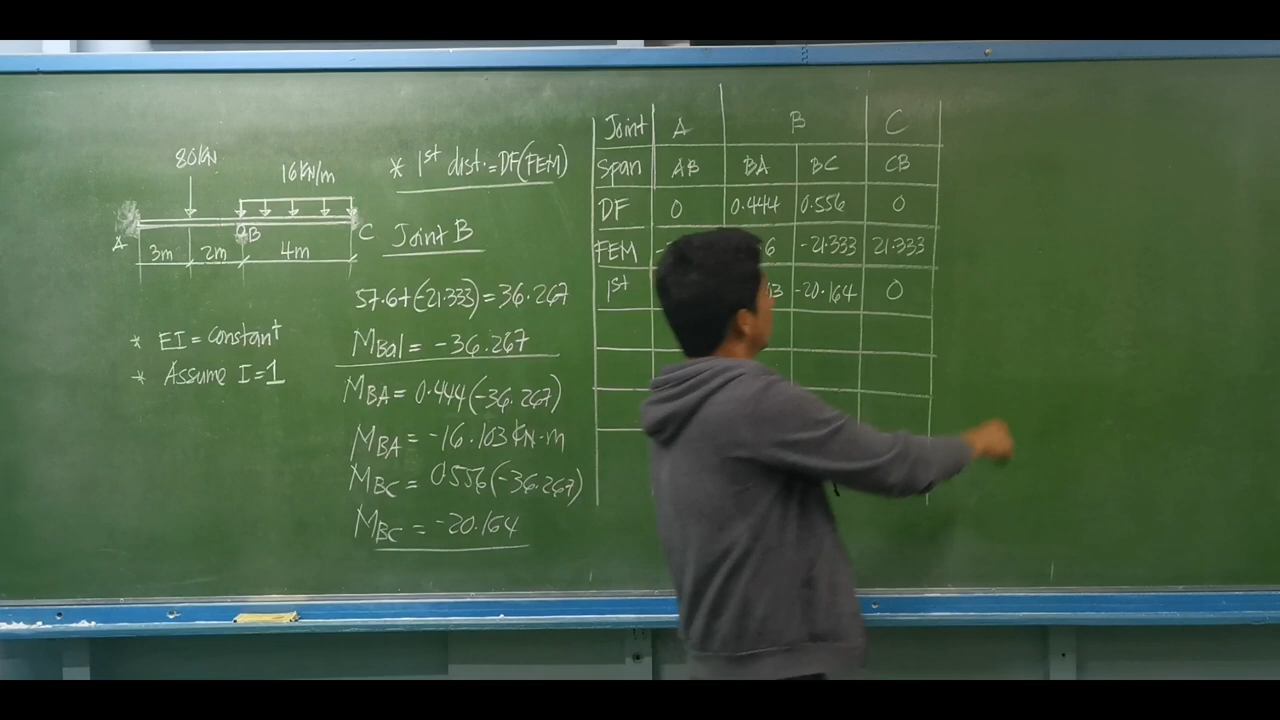 80KN
16KN/m
A
B
C
3m
2m
4m
* EI = constant
* Assume I=1
* 1st dist.=DF(FEM)
Joint B
57.6+(-21.333)=36.267
MBal = -36.267
MBA = 0.444(-36.267)
MBA = -16.103 KN-m
MBC = 0.556(-36.267)
MBC = -20.164
Joint A B C
Span AB BA BC CB
DF 0 0.444 0.556 0
FEM - 6 -21.333 21.333
1st 03 -20.164 0